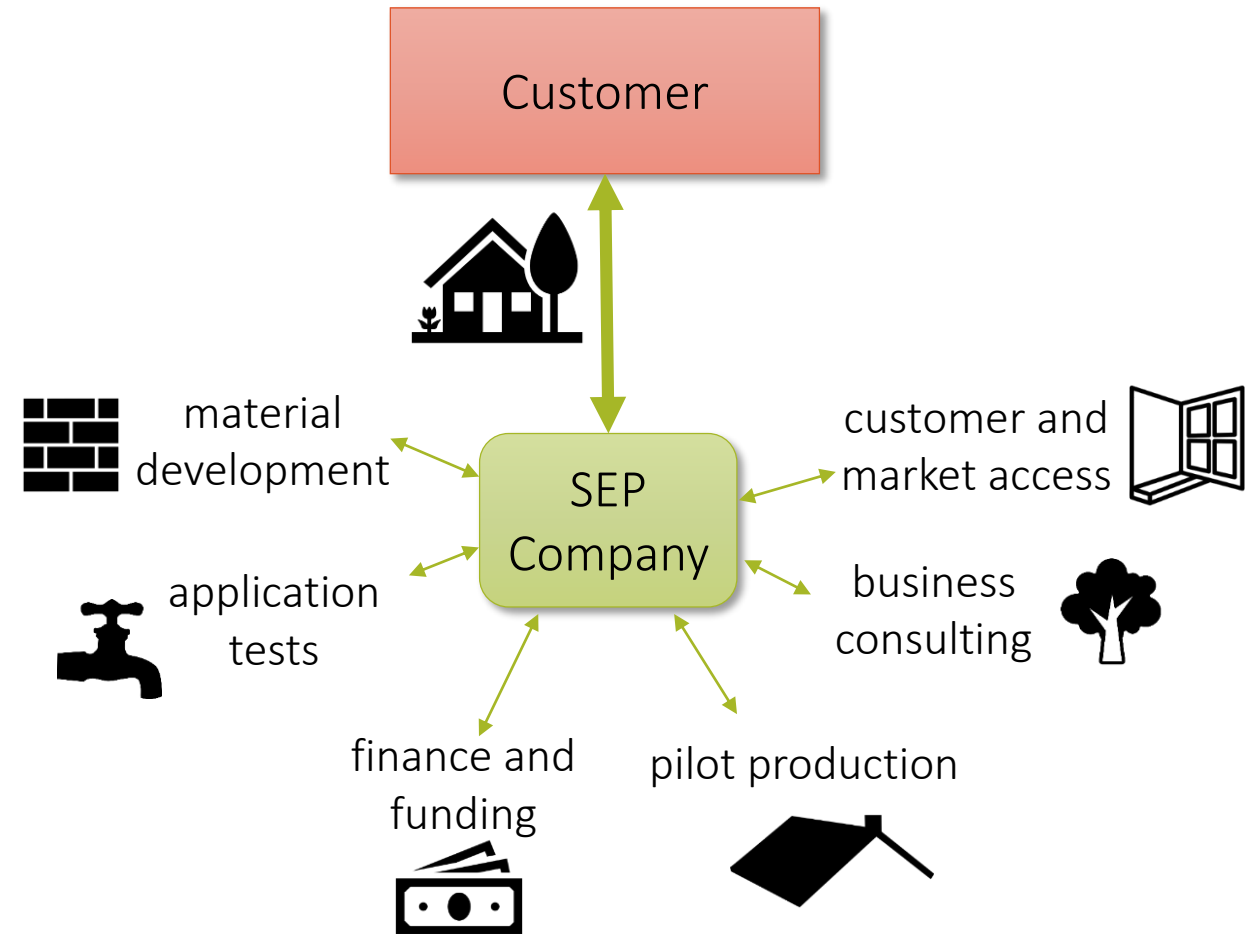 Customer
material
development
customer and
market access
SEP
Company
application
tests
business
consulting
finance and
funding
pilot production